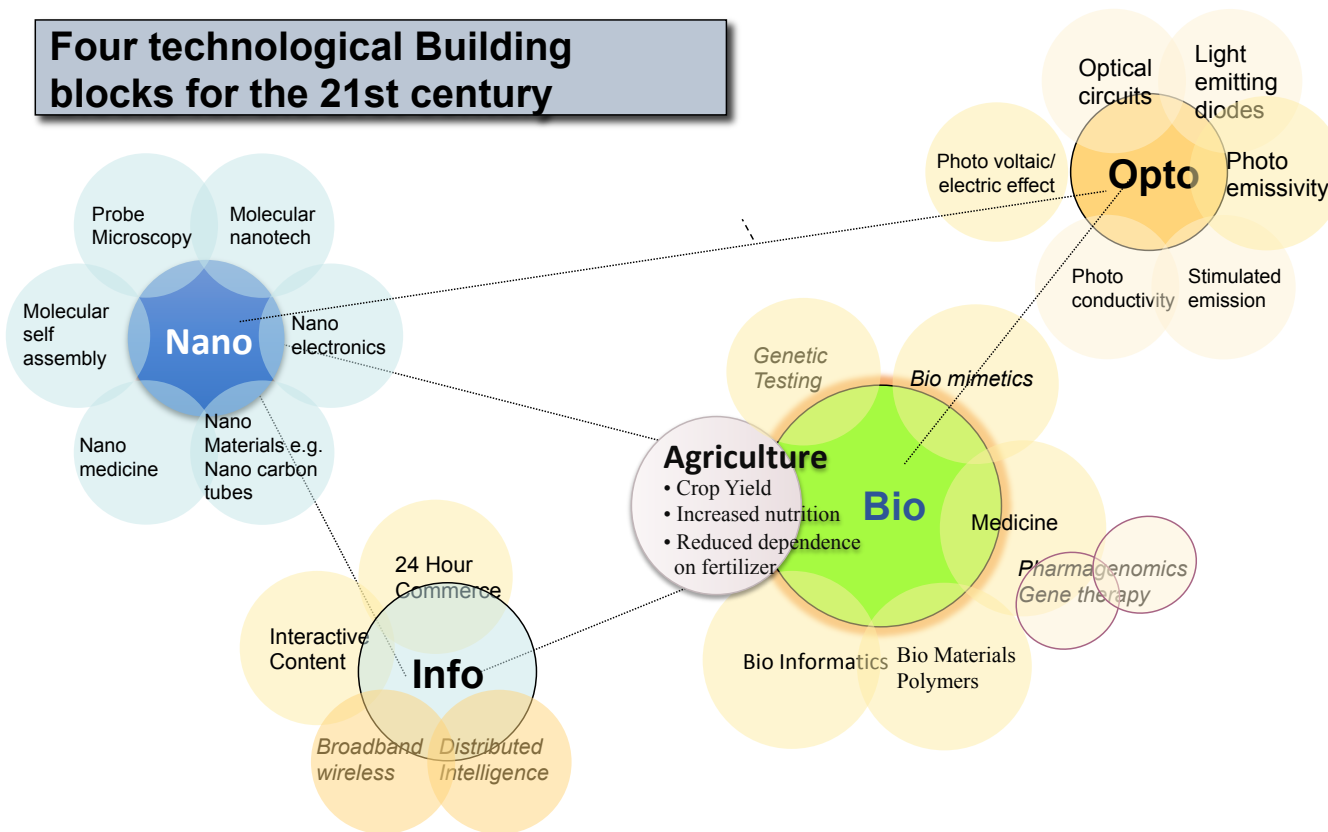 Four technological Building
blocks for the 21st century
Optical
circuits
Light
emitting
diodes
Photo voltaic/
electric effect
Opto
Photo
emissivity
Photo
conductivity
Stimulated
emission
Probe
Microscopy
Molecular
nanotech
Molecular
self
assembly
Nano
Nano
electronics
Nano
medicine
Nano
Materials e.g.
Nano carbon
tubes
Genetic
Testing
Bio mimetics
Agriculture
• Crop Yield
• Increased nutrition
• Reduced dependence
on fertilizer
Bio
Medicine
Pharmagenomics
Gene therapy
Bio Informatics
Bio Materials
Polymers
24 Hour
Commerce
Interactive
Content
Info
Broadband
wireless
Distributed
Intelligence